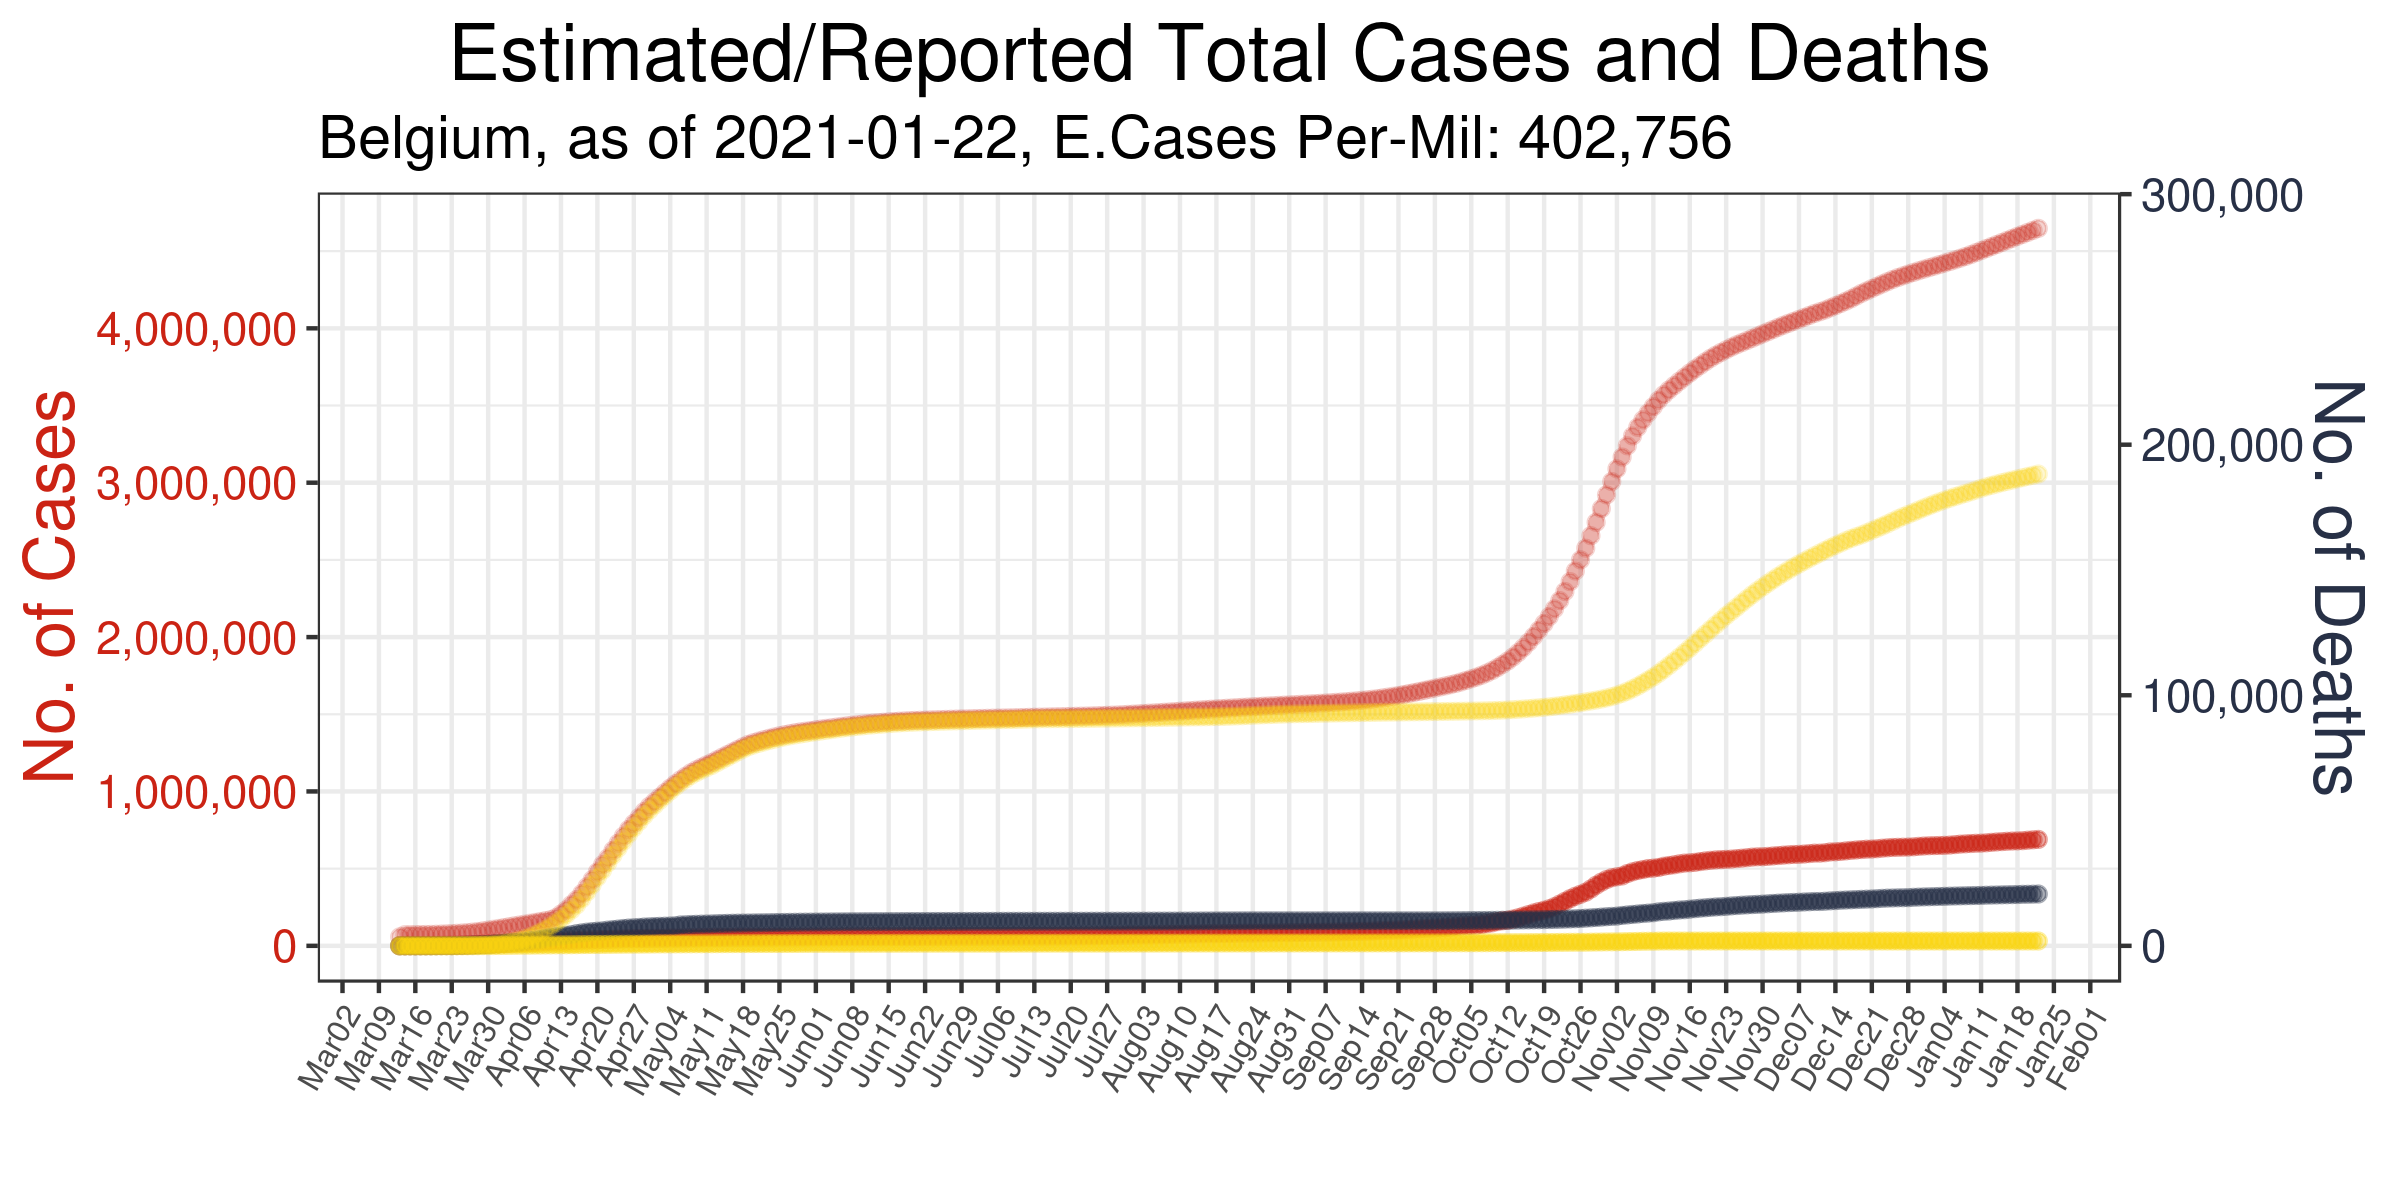 Estimated/Reported Total Cases and Deaths
Belgium, as of 2021-01-22, E.Cases Per-Mil: 402,756
No. of Cases
4,000,000
3,000,000
2,000,000
1,000,000
0
300,000
200,000
100,000
0
No. of Deaths
Mar02
Mar09
Mar16
Mar23
Mar30
Apr06
Apr13
Apr20
Apr27
May04
May11
May18
May25
Jun01
Jun08
Jun15
Jun22
Jun29
Jul06
Jul13
Jul20
Jul27
Aug03
Aug10
Aug17
Aug24
Aug31
Sep07
Sep14
Sep21
Sep28
Oct05
Oct12
Oct19
Oct26
Nov02
Nov09
Nov16
Nov23
Nov30
Dec07
Dec14
Dec21
Dec28
Jan04
Jan11
Jan18
Jan25
Feb01